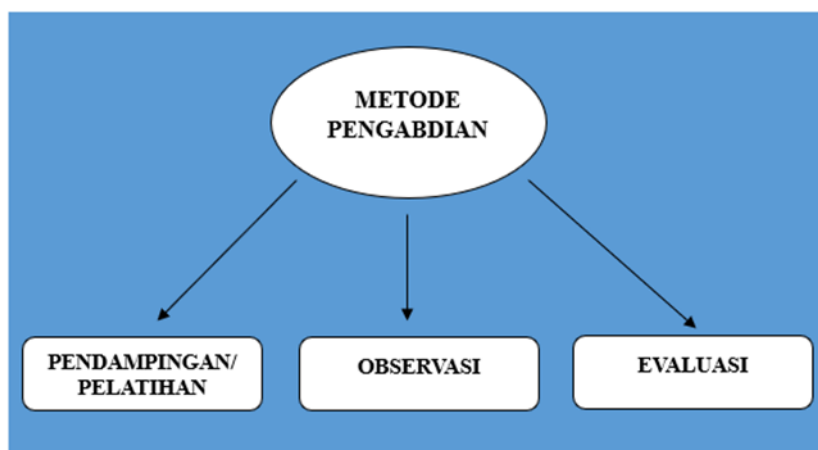 METODE
PENGABDIAN
PENDAMPINGAN/
PELATIHAN
OBSERVASI
EVALUASI